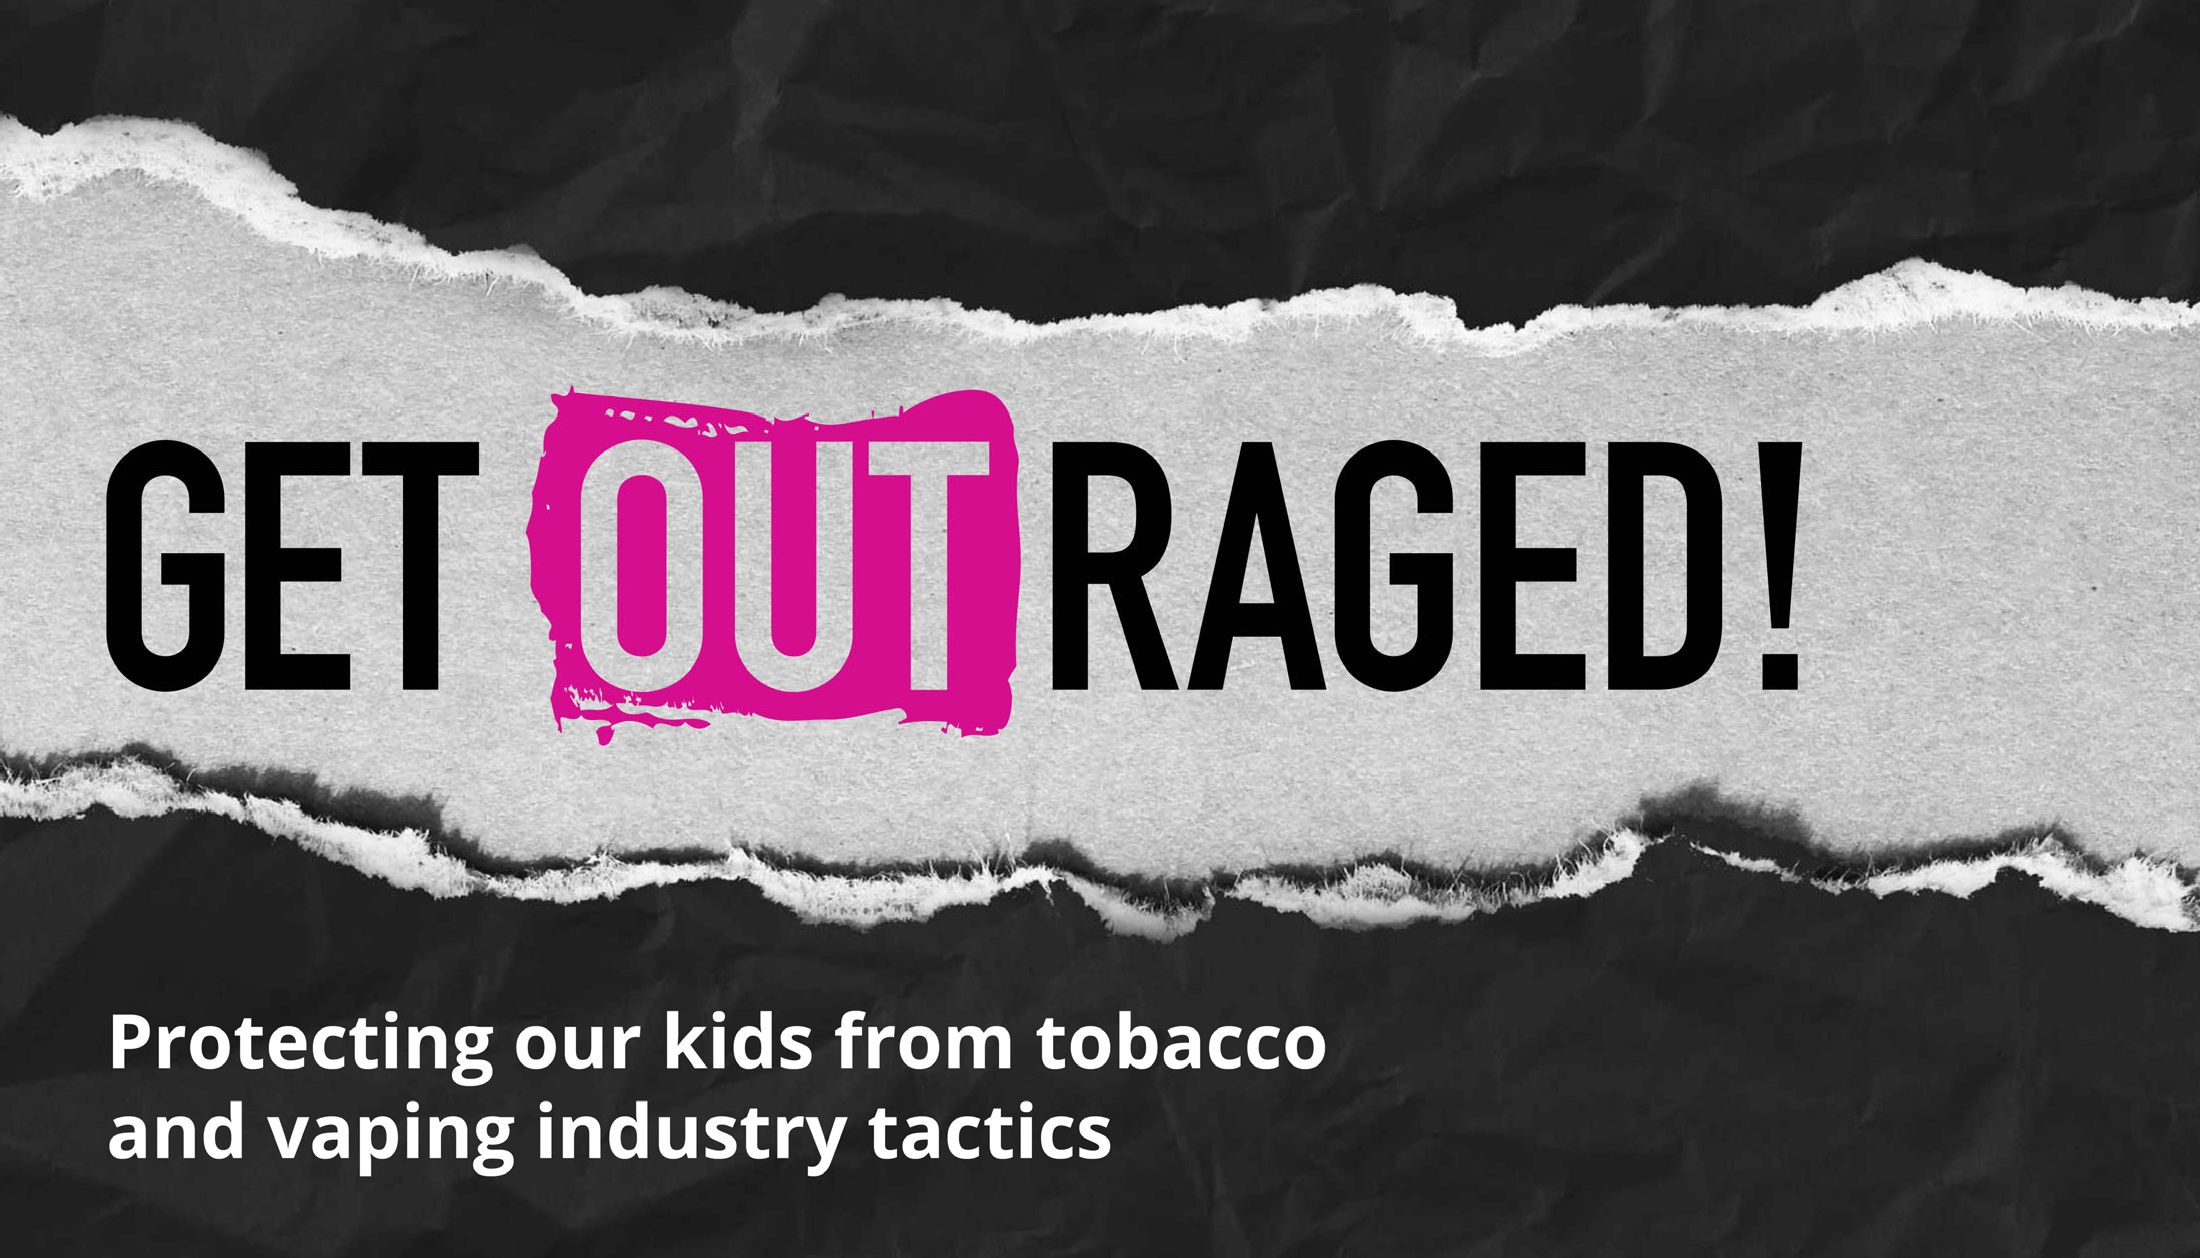 GET OUTRAGED!
Protecting our kids from tobacco
and vaping industry tactics